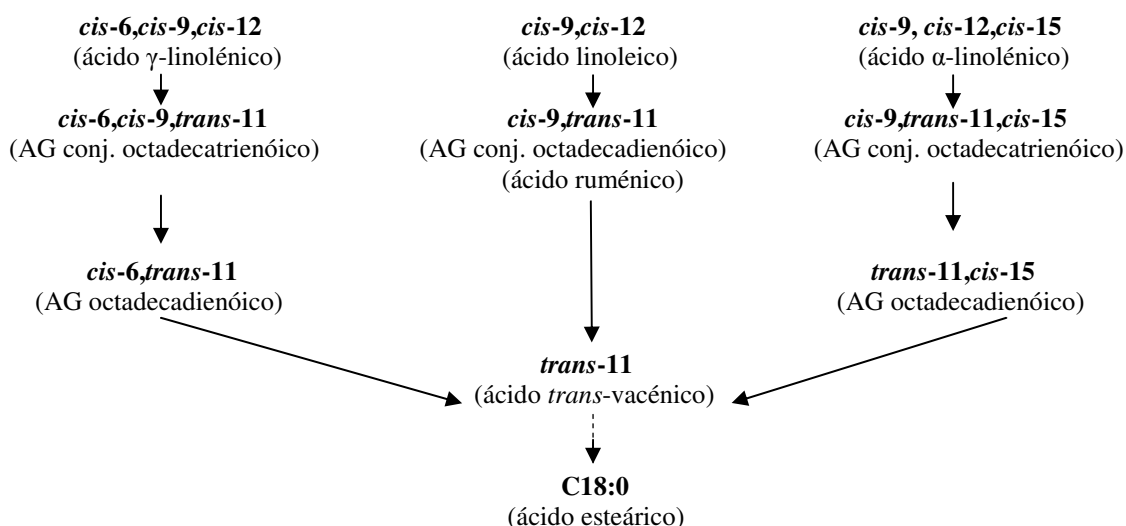 cis-6,cis-9,cis-12
(ácido γ-linolénico)
cis-9,cis-12
(ácido linoleico)
cis-9, cis-12,cis-15
(ácido α-linolénico)
cis-6,cis-9,trans-11
(AG conj. octadecatrienóico)
cis-9,trans-11
(AG conj. octadecadienóico)
(ácido ruménico)
cis-9,trans-11,cis-15
(AG conj. octadecatrienóico)
cis-6,trans-11
(AG octadecadienóico)
trans-11,cis-15
(AG octadecadienóico)
trans-11
(ácido trans-vacénico)
C18:0
(ácido esteárico)